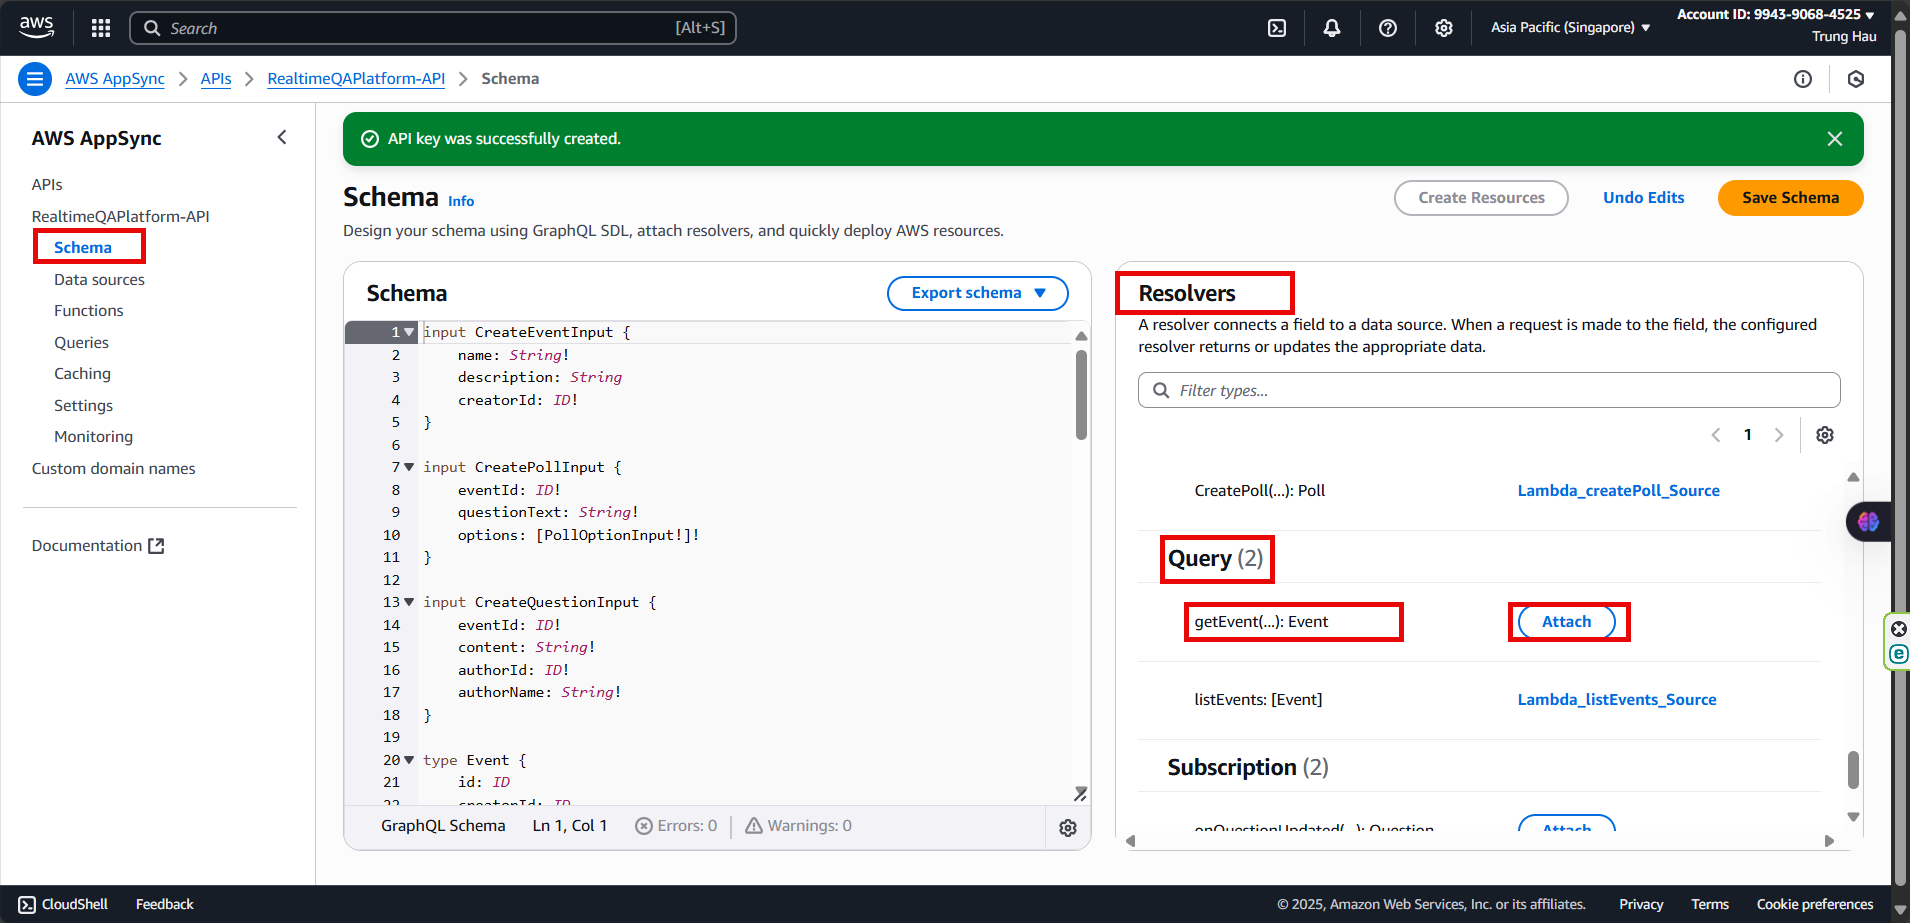 aws
Search [Alt+S]
Asia Pacific (Singapore)
Account ID: 9943-9068-4525
Trung Hau
AWS AppSync > APIs > RealtimeQAPlatform-API > Schema
AWS AppSync
APIs
RealtimeQAPlatform-API
Schema
Data sources
Functions
Queries
Caching
Settings
Monitoring
Custom domain names
Documentation
API key was successfully created.
Schema Info
Create Resources
Undo Edits
Save Schema
Design your schema using GraphQL SDL, attach resolvers, and quickly deploy AWS resources.
Schema
Export schema
1 input CreateEventInput {
2 name: String!
3 description: String
4 creatorId: ID!
5 }
6
7 input CreatePollInput {
8 eventId: ID!
9 questionText: String!
10 options: [PollOptionInput!]!
11 }
12
13 input CreateQuestionInput {
14 eventId: ID!
15 content: String!
16 authorId: ID!
17 authorName: String!
18 }
19
20 type Event {
21 id: ID
22 creatorId: ID
GraphQL Schema Ln 1, Col 1 Errors: 0 Warnings: 0
Resolvers
A resolver connects a field to a data source. When a request is made to the field, the configured
resolver returns or updates the appropriate data.
Filter types...
1
CreatePoll(...): Poll Lambda_createPoll_Source
Query (2)
getEvent(...): Event Attach
listEvents: [Event] Lambda_listEvents_Source
Subscription (2)
onQuestionUpdated(...): Question Attach
CloudShell Feedback
© 2025, Amazon Web Services, Inc. or its affiliates. Privacy Terms Cookie preferences